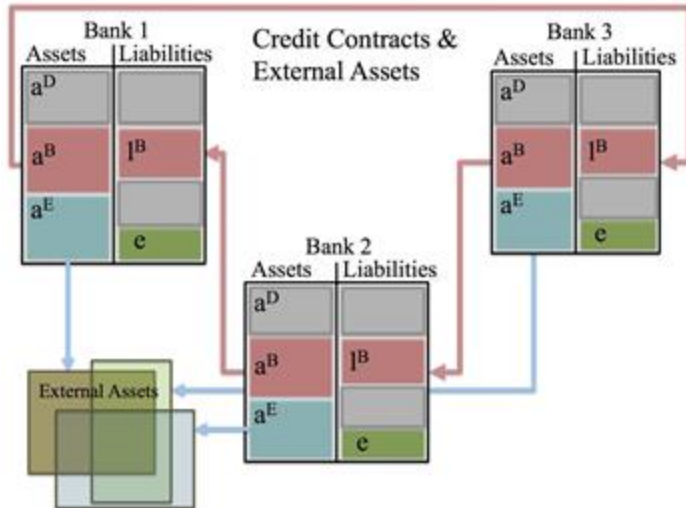 Bank 1
Assets Liabilities
a^D
a^B l^B
a^E
e
Credit Contracts &
External Assets
Bank 3
Assets Liabilities
a^D
a^B l^B
a^E
e
Bank 2
Assets Liabilities
a^D
a^B l^B
a^E
e
External Assets